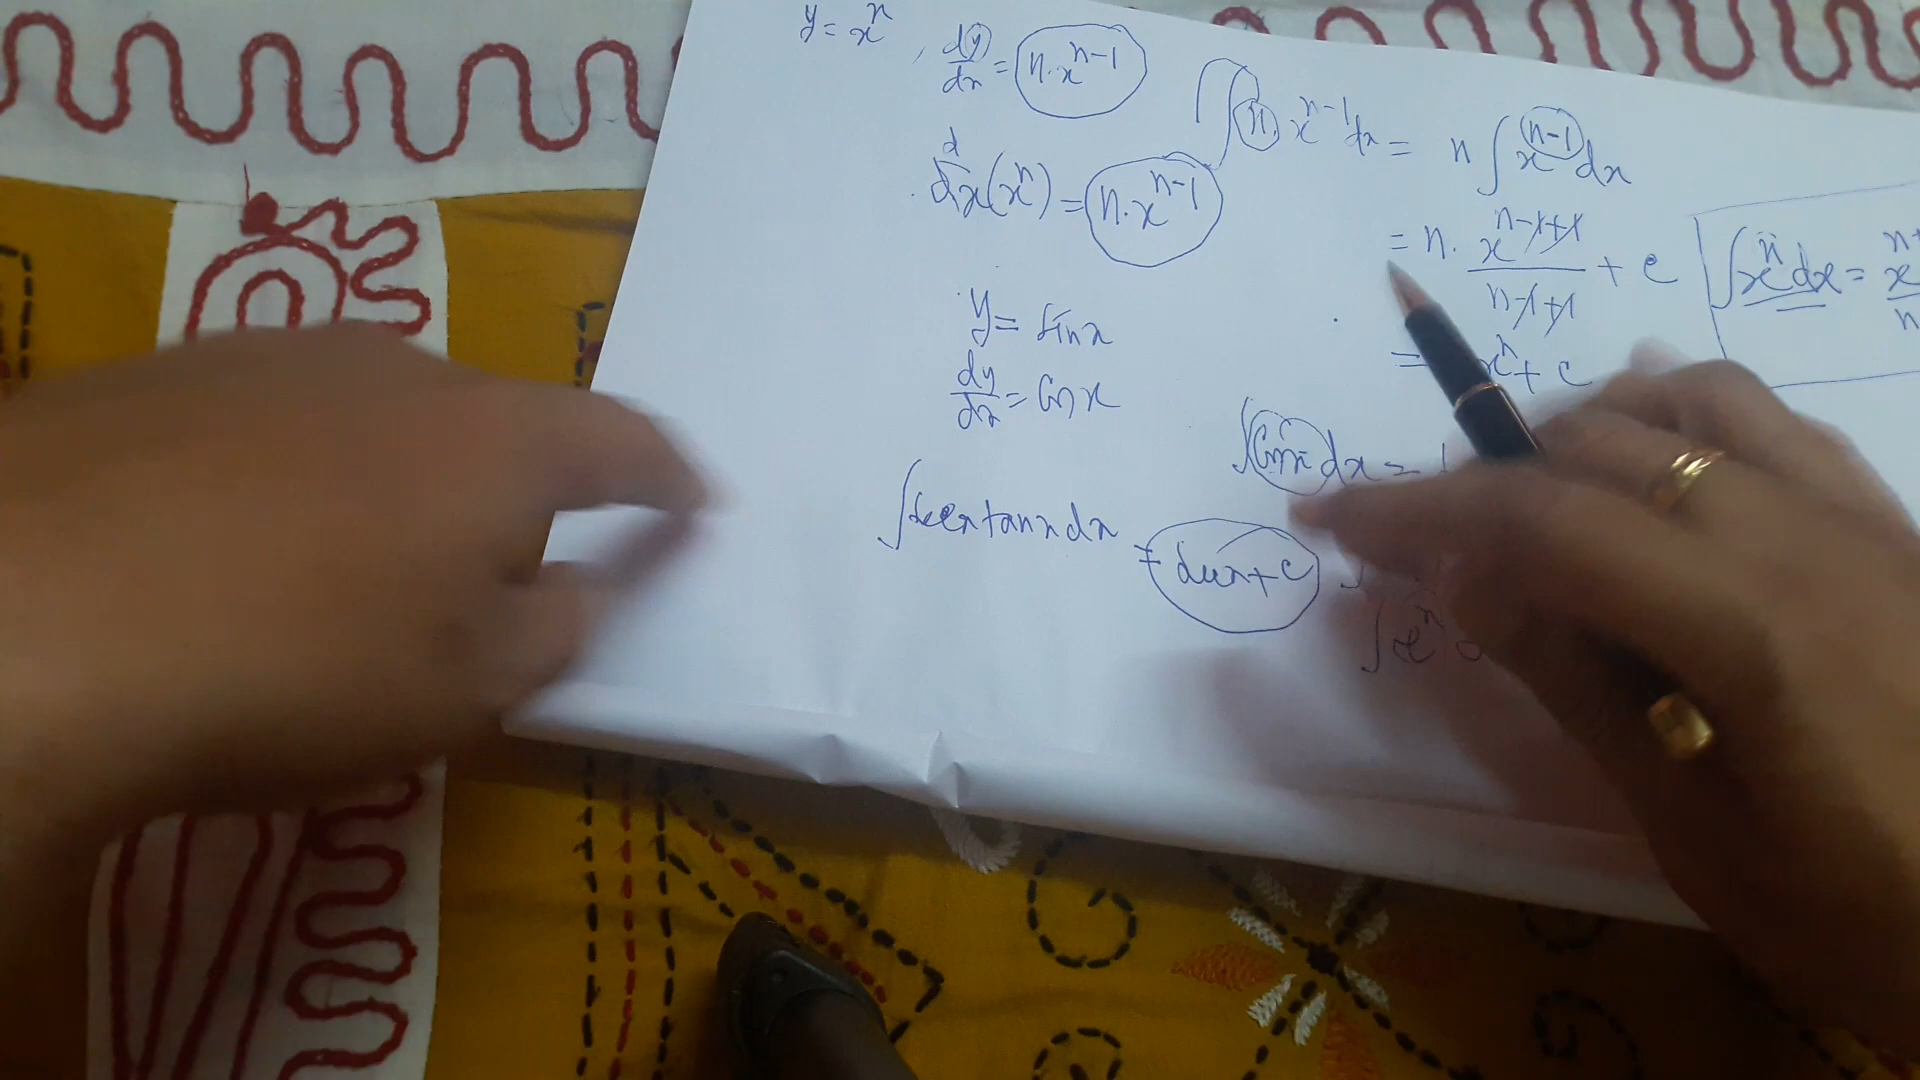 y = x^n , dy/dx = n·x^(n-1)
d/dx (x^n) = n·x^(n-1)
∫ n x^(n-1) dx = n ∫ x^(n-1) dx
= n. x^(n-1+1)/(n-1+1) + c
∫ x^n dx =
= x^n + c
y = sin x
dy/dx = cos x
∫ cos x dx =
∫ sec x tan x dx = sec x + c